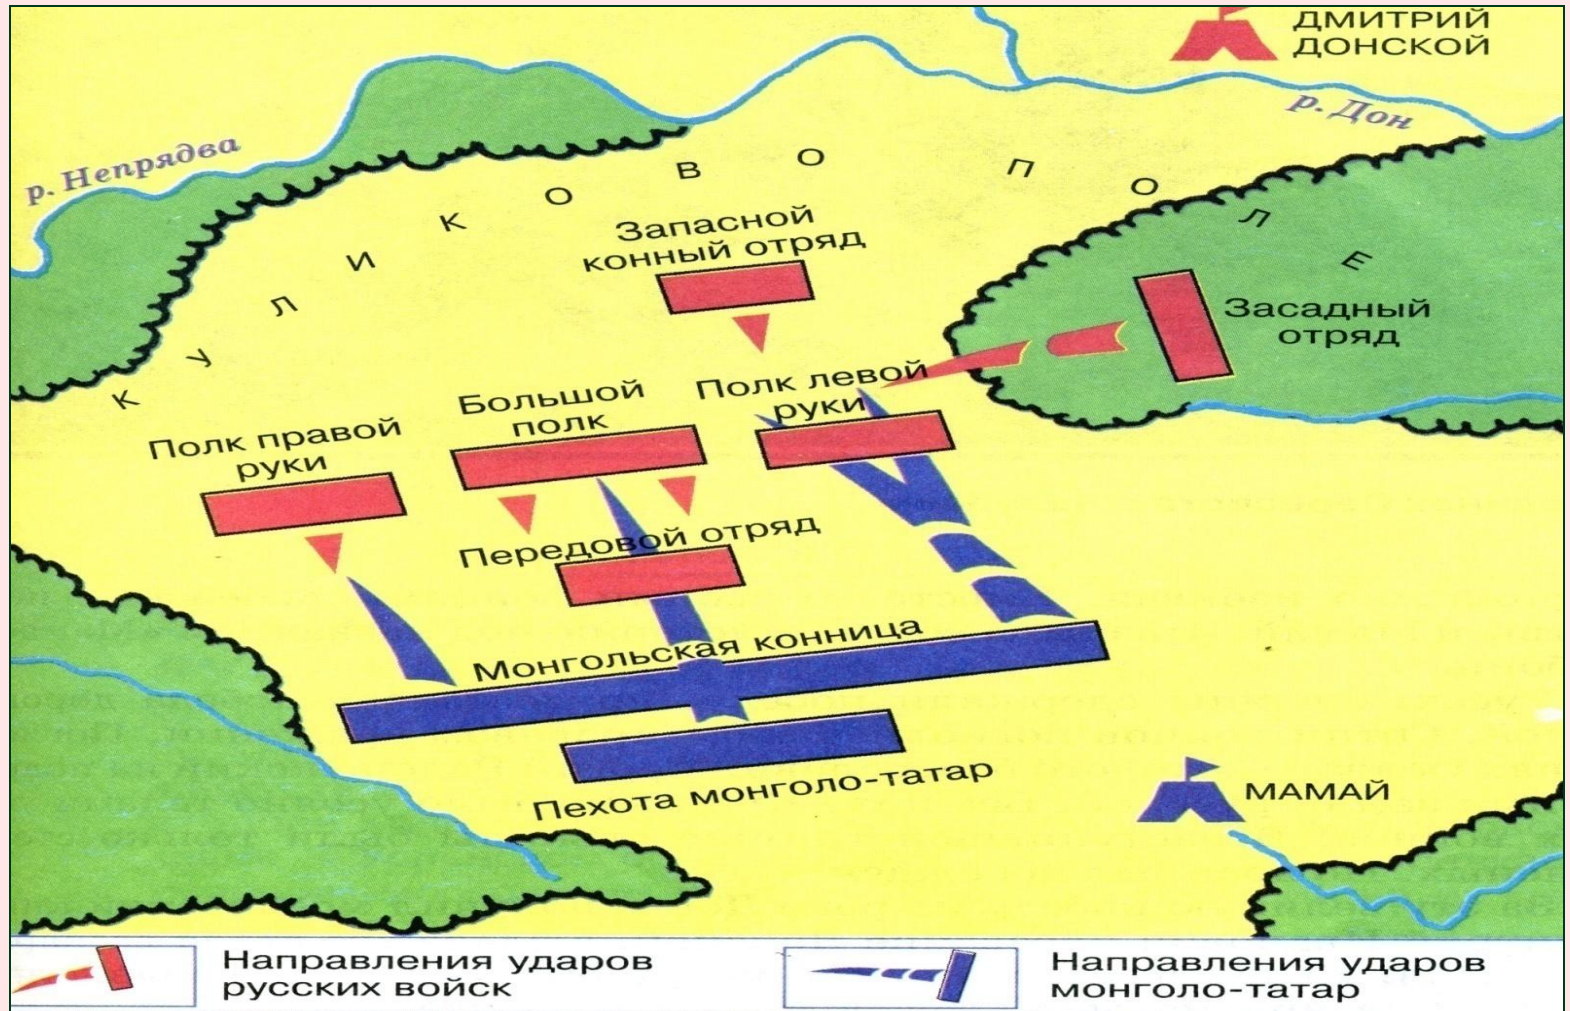 ДМИТРИЙ
ДОНСКОЙ
р. Непрядва
р. Дон
КУЛИКОВО ПОЛЕ
Запасной
конный отряд
Засадный
отряд
Полк левой
руки
Большой
полк
Полк правой
руки
Передовой отряд
Монгольская конница
Пехота монголо-татар
МАМАЙ
Направления ударов
русских войск
Направления ударов
монголо-татар